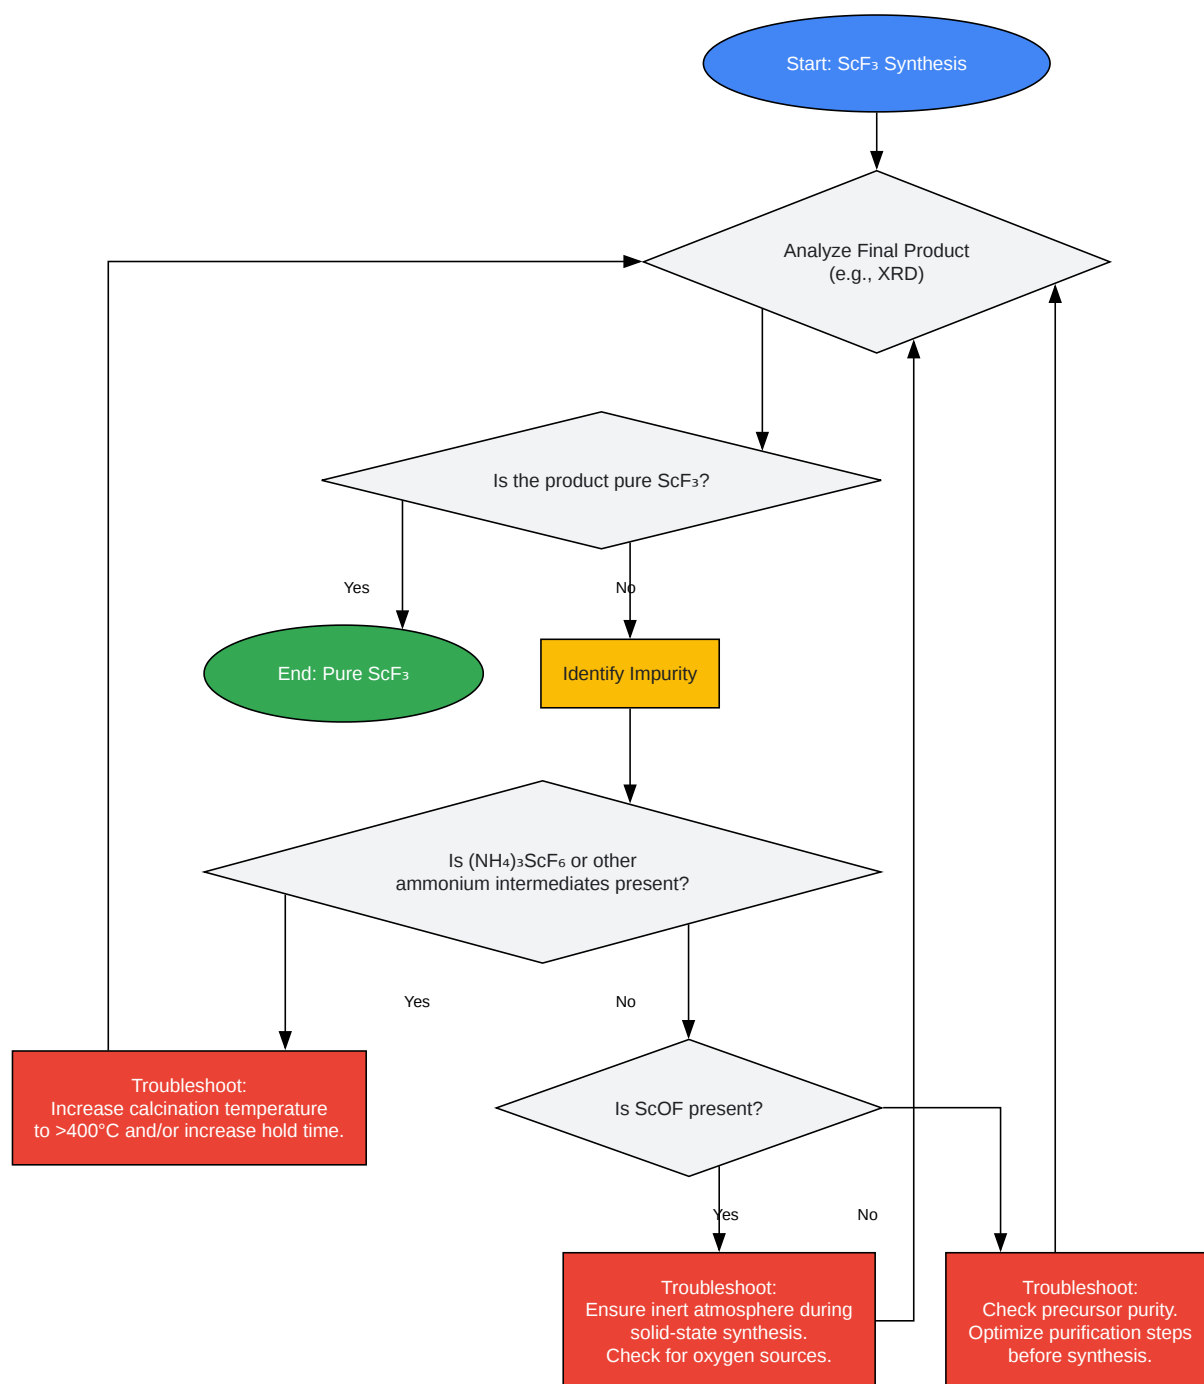 Start: ScF₃ Synthesis
Analyze Final Product
(e.g., XRD)
Is the product pure ScF₃?
Yes
No
End: Pure ScF₃
Identify Impurity
Is (NH₄)₃ScF₆ or other
ammonium intermediates present?
Yes
No
Troubleshoot:
Increase calcination temperature
to >400°C and/or increase hold time.
Is ScOF present?
Yes
No
Troubleshoot:
Ensure inert atmosphere during
solid-state synthesis.
Check for oxygen sources.
Troubleshoot:
Check precursor purity.
Optimize purification steps
before synthesis.